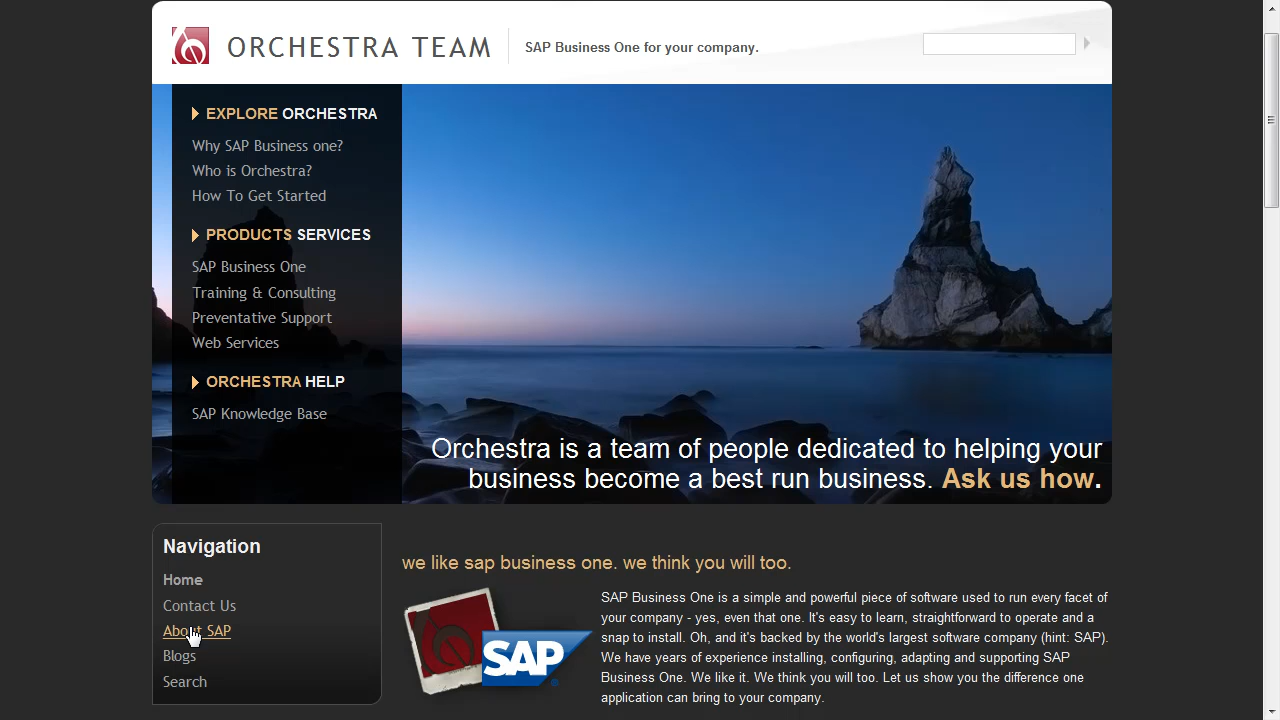 ORCHESTRA TEAM
SAP Business One for your company.
EXPLORE ORCHESTRA
Why SAP Business one?
Who is Orchestra?
How To Get Started
PRODUCTS SERVICES
SAP Business One
Training & Consulting
Preventative Support
Web Services
ORCHESTRA HELP
SAP Knowledge Base
Orchestra is a team of people dedicated to helping your
business become a best run business. Ask us how.
Navigation
Home
Contact Us
About SAP
Blogs
Search
we like sap business one. we think you will too.
SAP
SAP Business One is a simple and powerful piece of software used to run every facet of
your company - yes, even that one. It's easy to learn, straightforward to operate and a
snap to install. Oh, and it's backed by the world's largest software company (hint: SAP).
We have years of experience installing, configuring, adapting and supporting SAP
Business One. We like it. We think you will too. Let us show you the difference one
application can bring to your company.